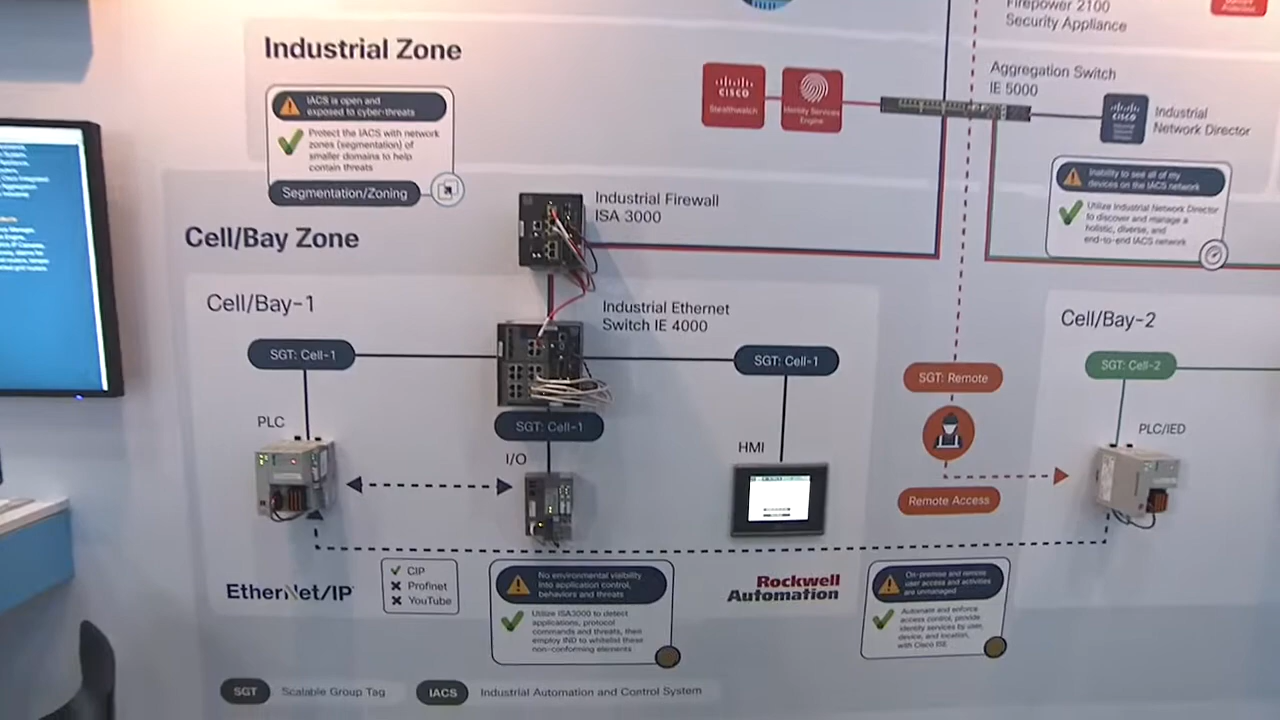 Firepower 2100
Security Appliance
Industrial Zone
IACS is open and
exposed to cyber-threats
Protect the IACS with network
zones (segmentation) of
smaller domains to help
contain threats
Segmentation/Zoning
CISCO
Stealthwatch
Identity Services
Engine
Aggregation Switch
IE 5000
CISCO
Industrial
Network Director
Inability to see all of my
devices on the IACS network
Utilize Industrial Network Director
to discover and manage a
holistic, diverse, and
end-to-end IACS network
Industrial Firewall
ISA 3000
Cell/Bay Zone
Cell/Bay-1
Industrial Ethernet
Switch IE 4000
Cell/Bay-2
SGT: Cell-1
SGT: Cell-1
SGT: Cell-1
SGT: Remote
SGT: Cell-2
PLC
I/O
HMI
PLC/IED
Remote Access
EtherNet/IP
CIP
Profinet
YouTube
No environmental visibility
into application control,
behaviors and threats
Utilize ISA3000 to detect
applications, protocol
commands and threats, then
employ IND to whitelist these
non-conforming elements
Rockwell
Automation
On-premise and remote
user access and activities
are unmanaged
Automate and enforce
access control, provide
identity services by user,
device, and location,
with Cisco ISE
SGT
Scalable Group Tag
IACS
Industrial Automation and Control System